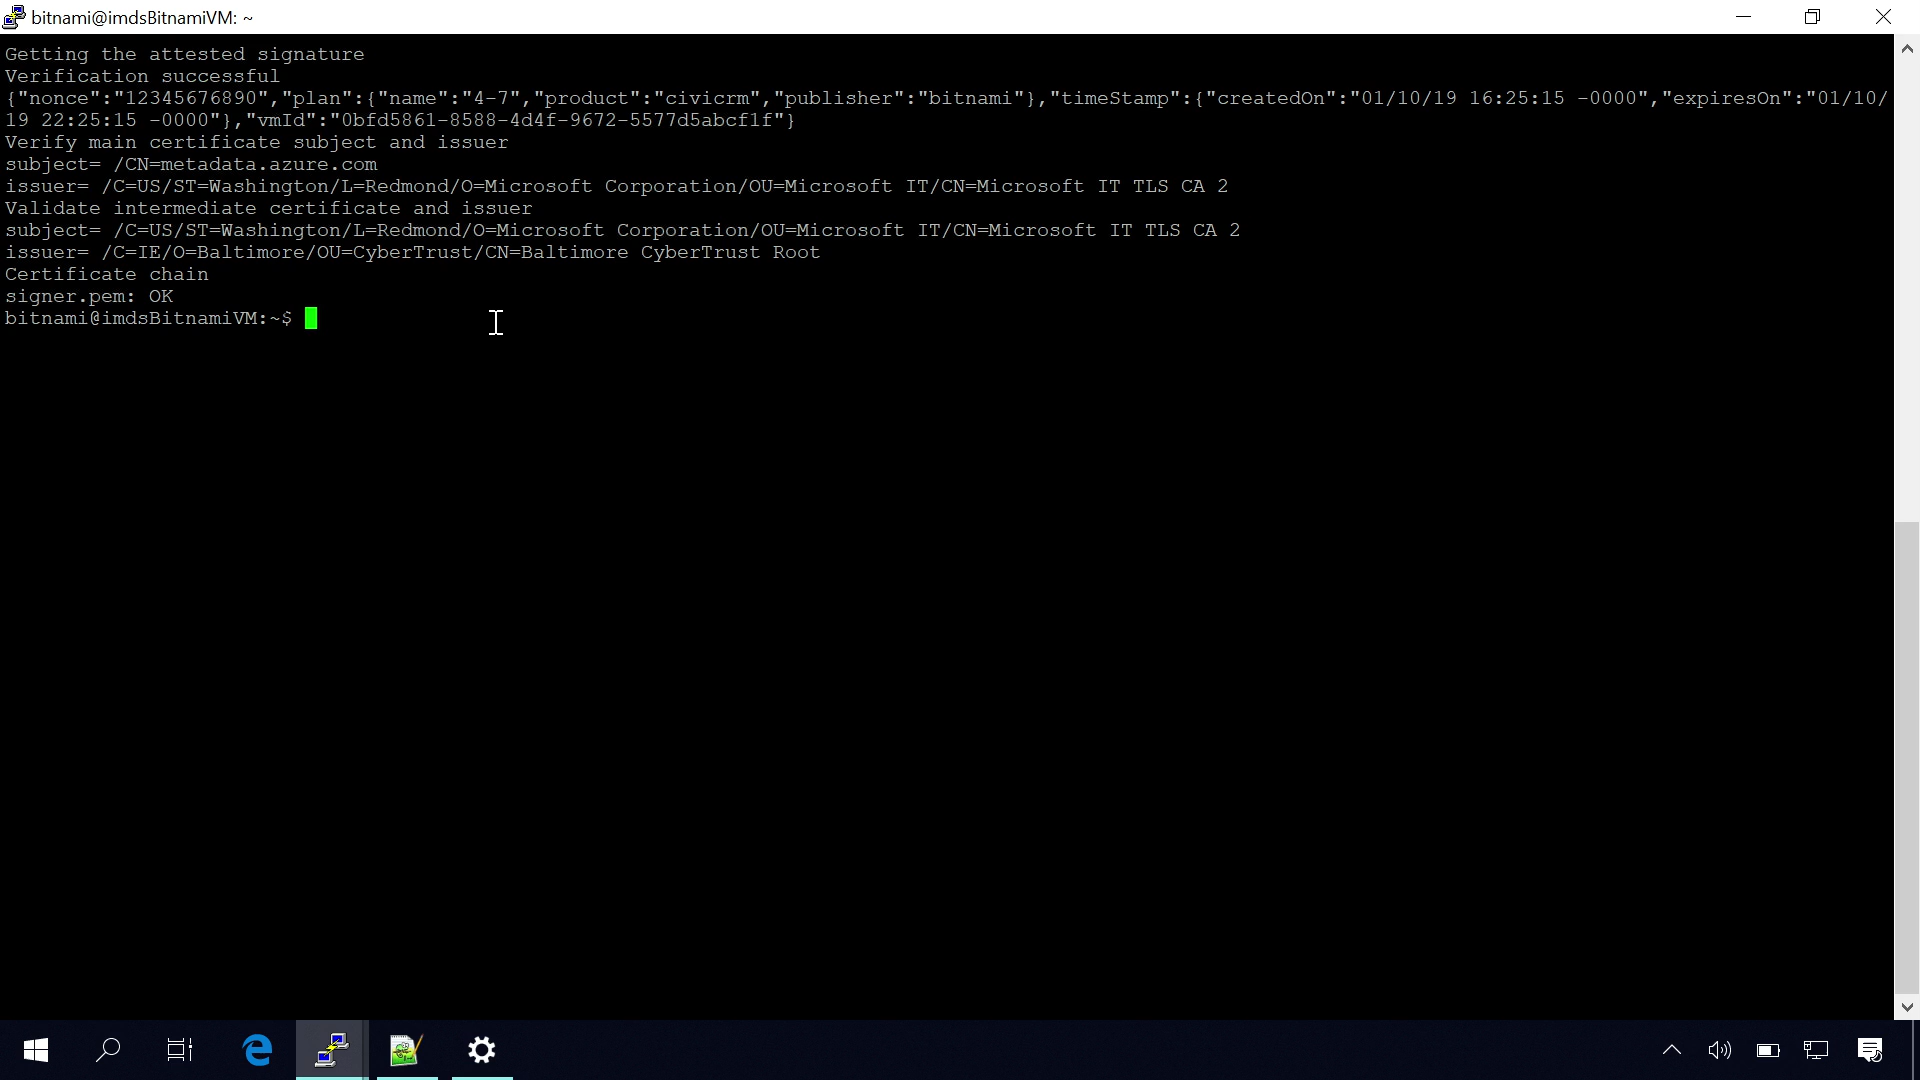 bitnami@imdsBitnamiVM: ~
Getting the attested signature
Verification successful
{"nonce":"12345676890","plan":{"name":"4-7","product":"civicrm","publisher":"bitnami"},"timeStamp":{"createdOn":"01/10/19 16:25:15 -0000","expiresOn":"01/10/
19 22:25:15 -0000"},"vmId":"0bfd5861-8588-4d4f-9672-5577d5abcf1f"}
Verify main certificate subject and issuer
subject= /CN=metadata.azure.com
issuer= /C=US/ST=Washington/L=Redmond/O=Microsoft Corporation/OU=Microsoft IT/CN=Microsoft IT TLS CA 2
Validate intermediate certificate and issuer
subject= /C=US/ST=Washington/L=Redmond/O=Microsoft Corporation/OU=Microsoft IT/CN=Microsoft IT TLS CA 2
issuer= /C=IE/O=Baltimore/OU=CyberTrust/CN=Baltimore CyberTrust Root
Certificate chain
signer.pem: OK
bitnami@imdsBitnamiVM:~$